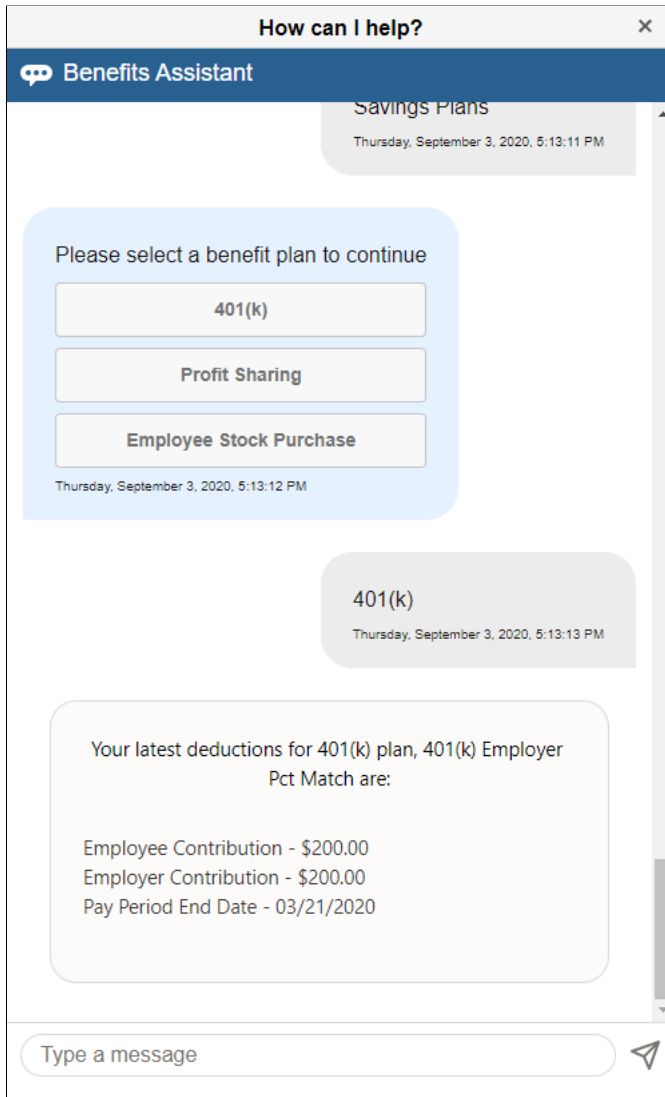 How can I help?
Benefits Assistant
Savings Plans
Thursday, September 3, 2020, 5:13:11 PM
Please select a benefit plan to continue
401(k)
Profit Sharing
Employee Stock Purchase
Thursday, September 3, 2020, 5:13:12 PM
401(k)
Thursday, September 3, 2020, 5:13:13 PM
Your latest deductions for 401(k) plan, 401(k) Employer
Pct Match are:
Employee Contribution - $200.00
Employer Contribution - $200.00
Pay Period End Date - 03/21/2020
Type a message